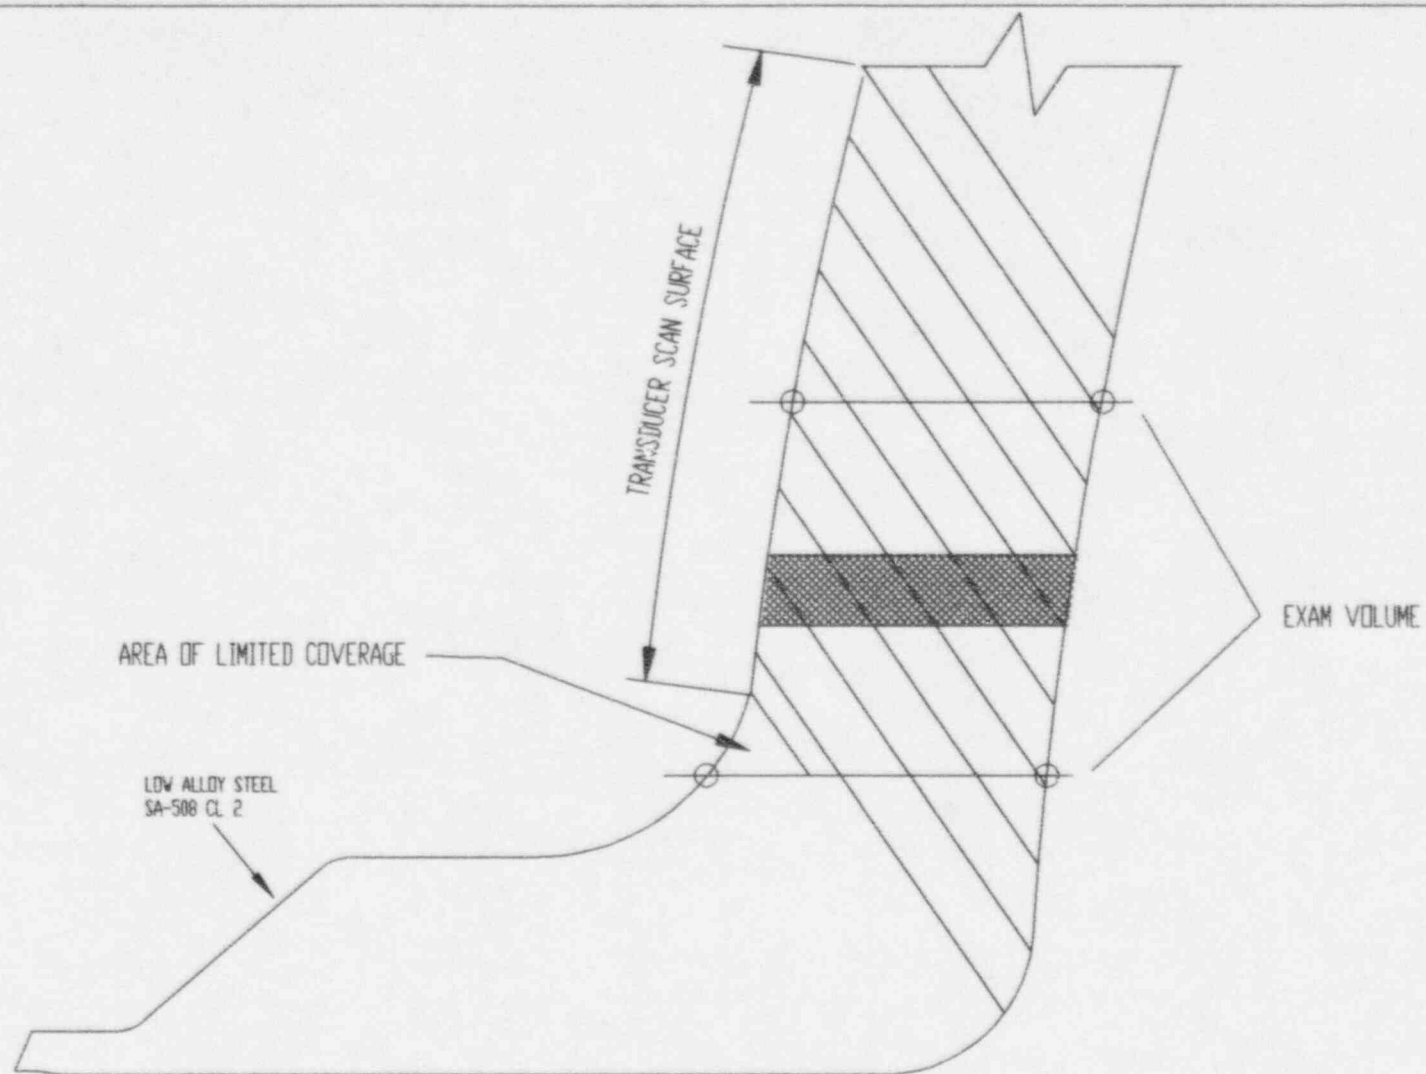 TRANSDUCER SCAN SURFACE
EXAM VOLUME
AREA OF LIMITED COVERAGE
LOW ALLOY STEEL
SA-508 CL 2